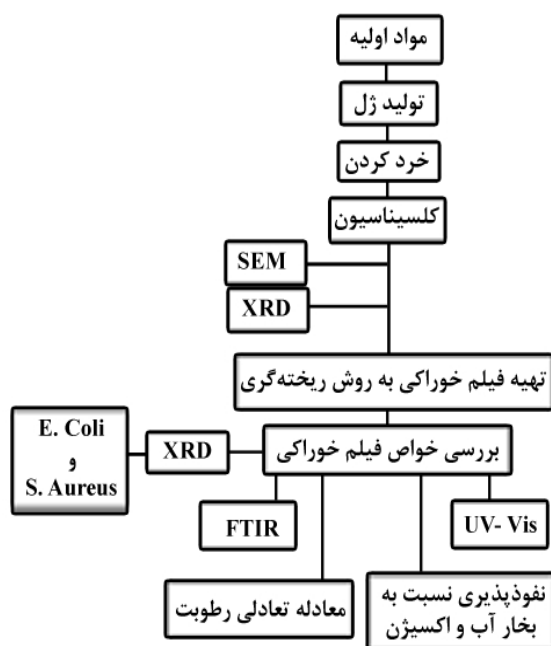 مواد اولیه
تولید ژل
خرد کردن
کلسیناسیون
SEM
XRD
تهیه فیلم خوراکی به روش ریخته‌گری
بررسی خواص فیلم خوراکی
XRD
E. Coli
و
S. Aureus
FTIR
UV- Vis
معادله تعادلی رطوبت
نفوذپذیری نسبت به
بخار آب و اکسیژن